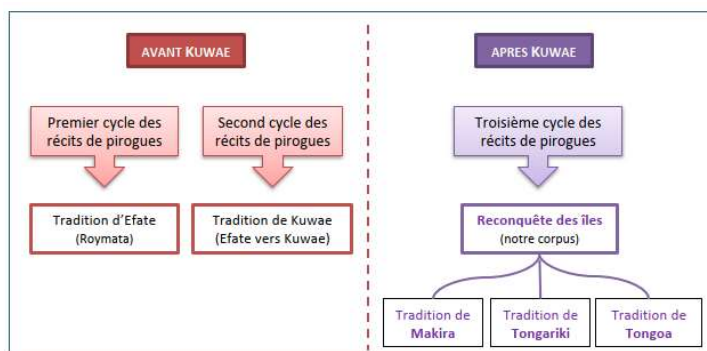 AVANT KUWAE
Premier cycle des
récits de pirogues
Second cycle des
récits de pirogues
Tradition d'Efate
(Roymata)
Tradition de Kuwae
(Efate vers Kuwae)
APRES KUWAE
Troisième cycle des
récits de pirogues
Reconquête des îles
(notre corpus)
Tradition de
Makira
Tradition de
Tongariki
Tradition de
Tongoa